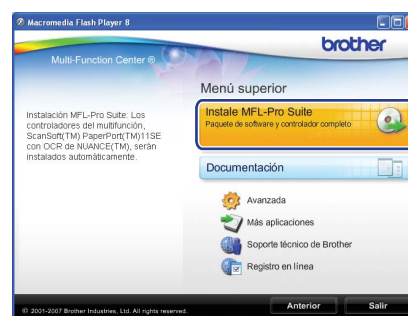 Macromedia Flash Player 8
brother
Multi-Function Center ®
Menú superior
Instalación MFL-Pro Suite: Los
controladores del multifunción,
ScanSoft(TM) PaperPort(TM)11SE
con OCR de NUANCE(TM), serán
instalados automáticamente.
Instale MFL-Pro Suite
Paquete de software y controlador completo
Documentación
Avanzada
Más aplicaciones
Soporte técnico de Brother
Registro en línea
© 2001-2007 Brother Industries, Ltd. All rights reserved.
Anterior
Salir